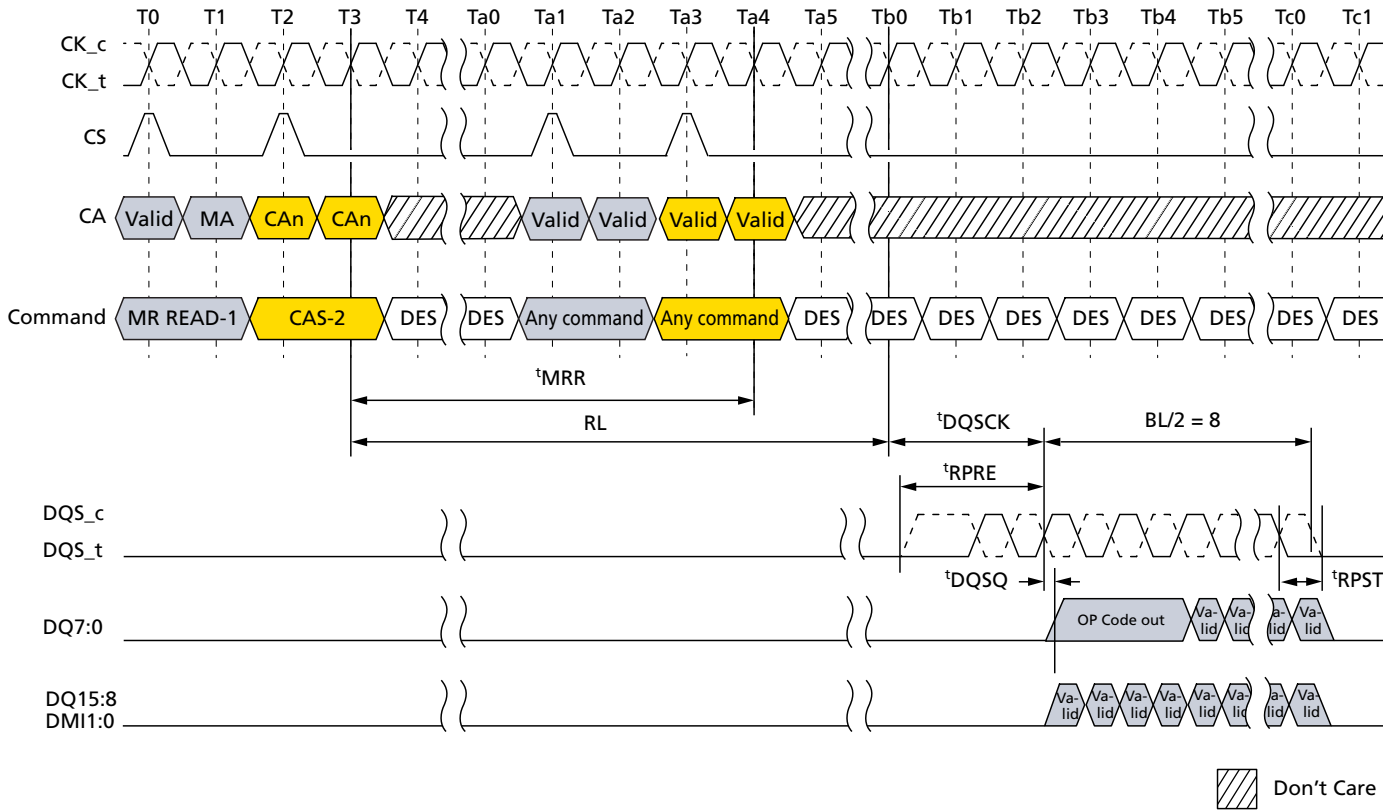 T0 T1 T2 T3 T4 Ta0 Ta1 Ta2 Ta3 Ta4 Ta5 Tb0 Tb1 Tb2 Tb3 Tb4 Tb5 Tc0 Tc1
CK_c
CK_t
CS
CA Valid MA CAn CAn Valid Valid Valid Valid
Command MR READ-1 CAS-2 DES DES Any command Any command DES DES DES DES DES DES DES DES DES
tMRR
RL tDQSCK BL/2 = 8
tRPRE
DQS_c
DQS_t
tDQSQ tRPST
DQ7:0 OP Code out Va-lid Va-lid a-lid Va-lid
DQ15:8
DMI1:0 Va-lid Va-lid Va-lid Va-lid Va-lid Va-lid Va-lid Va-lid
Don't Care